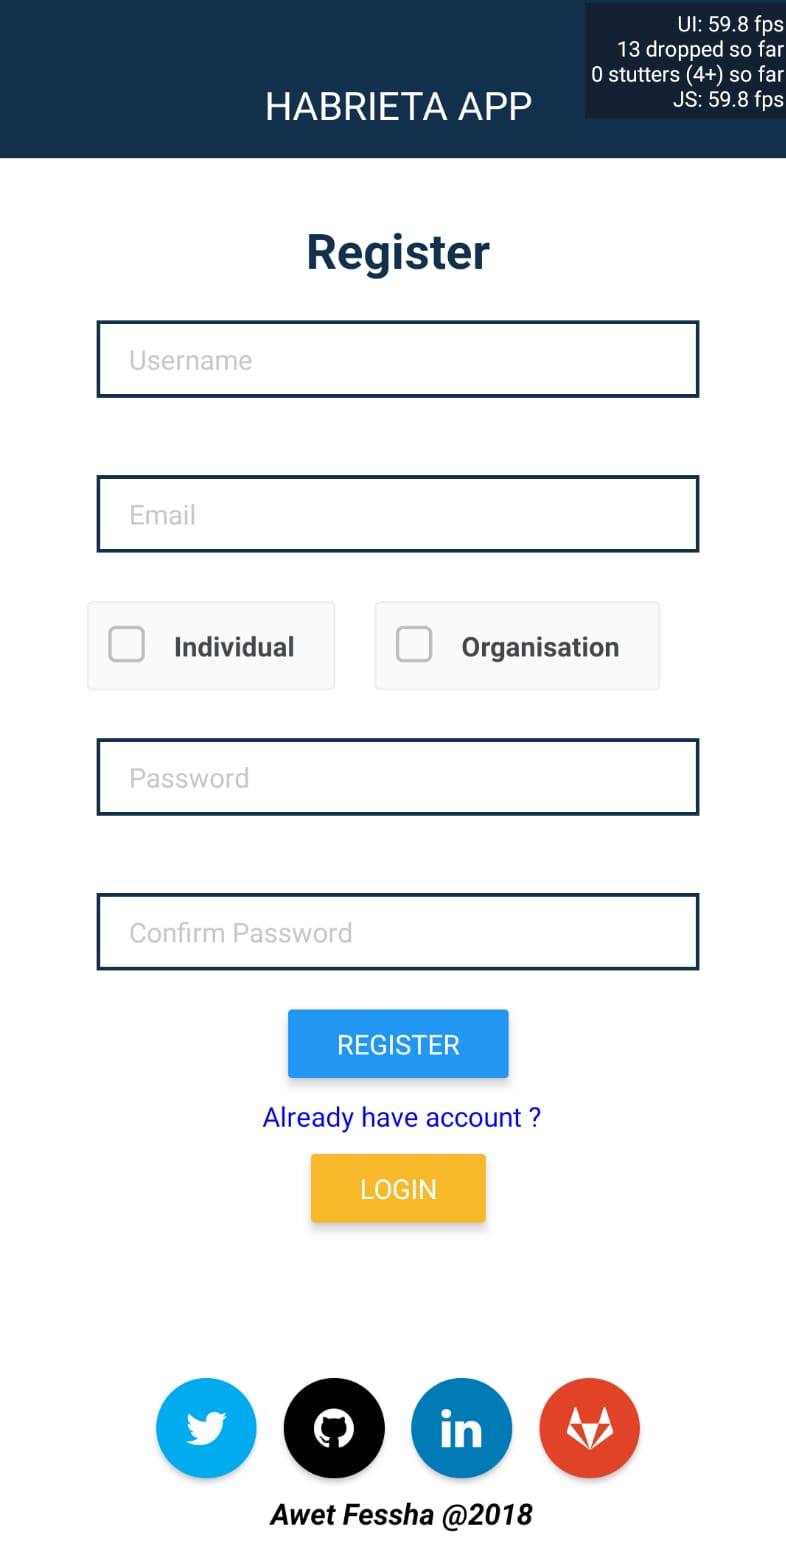 UI: 59.8 fps
13 dropped so far
0 stutters (4+) so far
JS: 59.8 fps
HABRIETA APP
Register
Username
Email
Individual Organisation
Password
Confirm Password
REGISTER
Already have account ?
LOGIN
in
Awet Fessha @2018